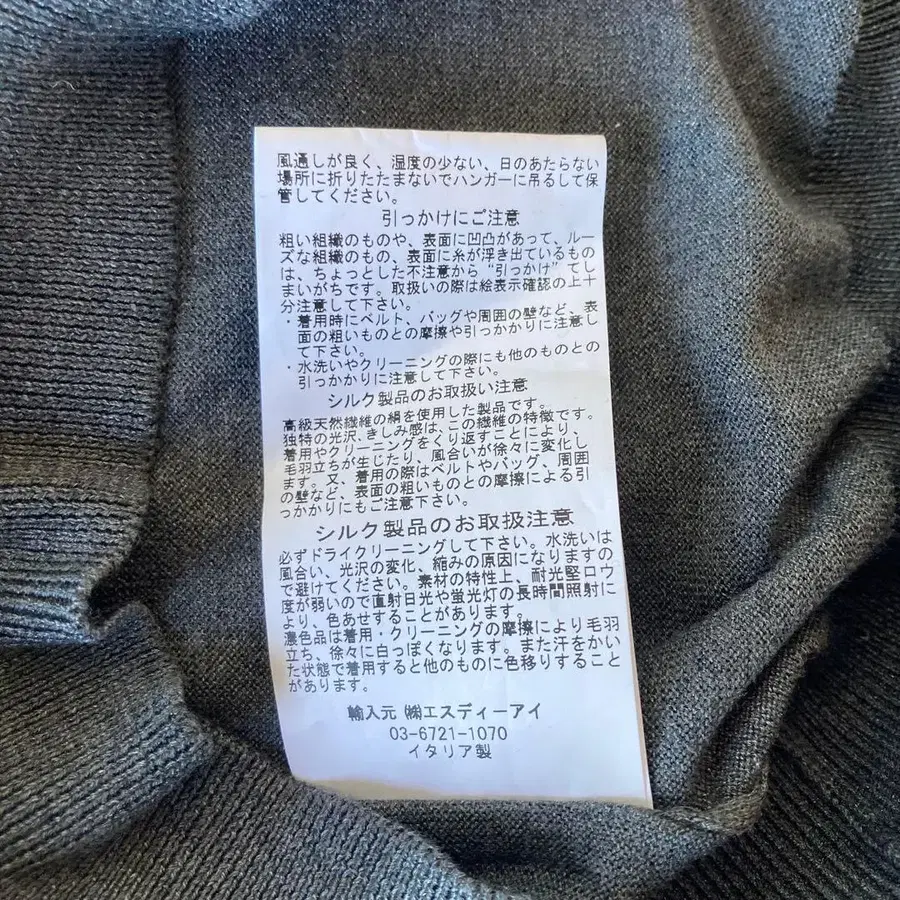 風通しが良く、湿度の少ない、日のあたらない
場所に折りたたまないでハンガーに吊るして保
管してください。
引っかけにご注意
粗い組織のものや、表面に凹凸があって、ルー
ズな組織のもの、表面に糸が浮き出ているもの
は、ちょっとした不注意から"引っかけ"てし
まいがちです。取扱いの際は絵表示確認の上十
分注意して下さい。
・着用時にベルト、バッグや周囲の壁など、表
面の粗いものとの摩擦や引っかかりに注意し
て下さい。
・水洗いやクリーニングの際にも他のものとの
引っかかりに注意して下さい。
シルク製品のお取扱い注意
高級天然繊維の絹を使用した製品です。
独特の光沢、きしみ感は、この繊維の特徴です。
着用やクリーニングをくり返すことにより、
毛羽立ちが生じたり、風合いが徐々に変化し
ます。又、着用の際はベルトやバッグ、周囲
の壁など、表面の粗いものとの摩擦による引
っかかりにもご注意下さい。
シルク製品のお取扱注意
必ずドライクリーニングして下さい。水洗いは
風合い、光沢の変化、縮みの原因になりますの
で避けてください。素材の特性上、耐光堅ロウ
度が弱いので直射日光や蛍光灯の長時間照射に
より、色あせすることがあります。
濃色品は着用・クリーニングの摩擦により毛羽
立ち、徐々に白っぽくなります。また汗をかい
た状態で着用すると他のものに色移りすること
があります。
輸入元 ㈱エスディーアイ
03-6721-1070
イタリア製